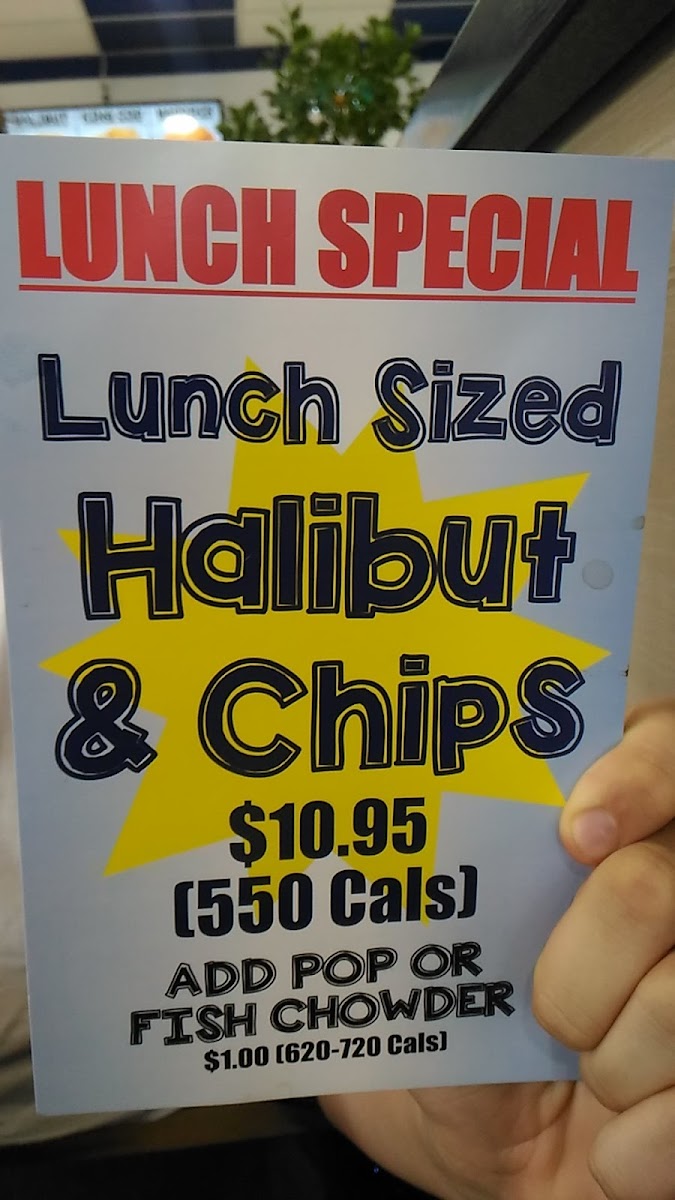 HALIBUT
LUNCH SPECIAL
Lunch Sized
Halibut
& Chips
$10.95
(550 Cals)
ADD POP OR
FISH CHOWDER
$1.00 (620-720 Cals)